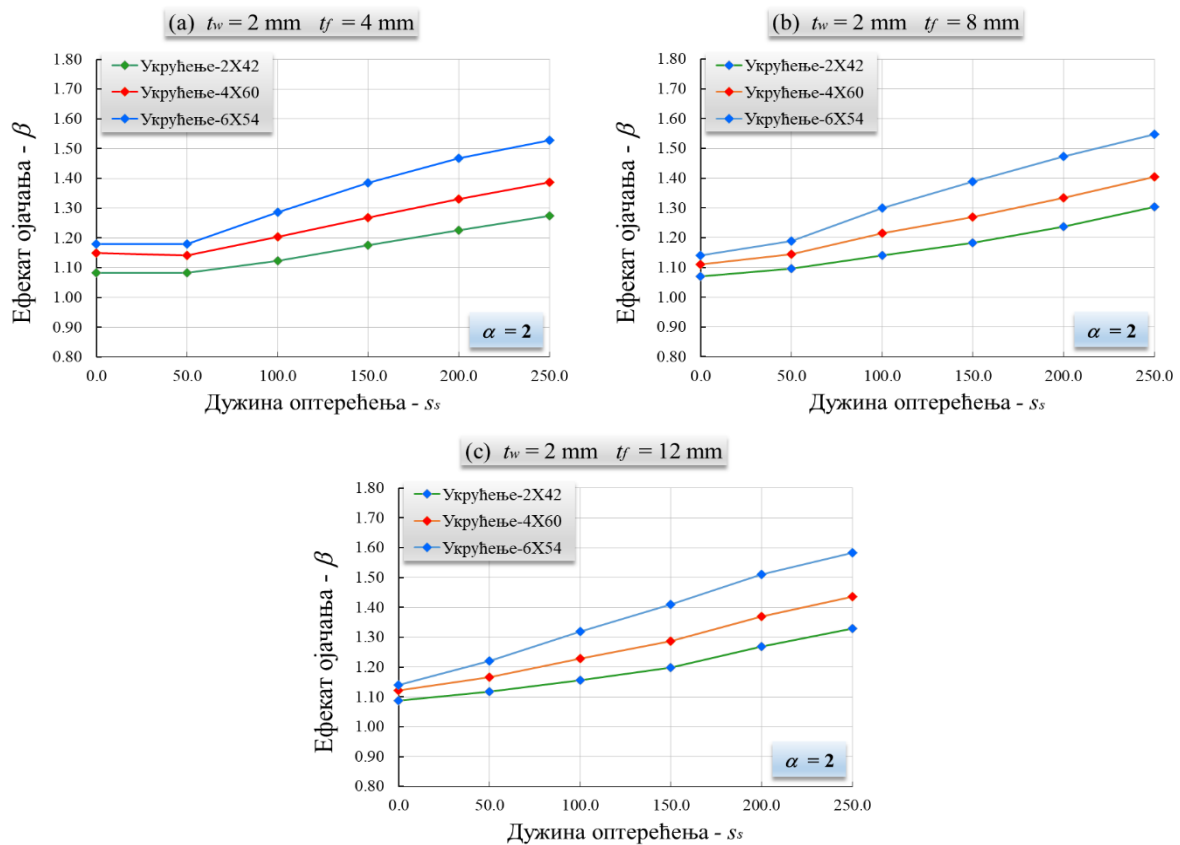 (a) tw = 2 mm tf = 4 mm
1.80
1.70
1.60
1.50
1.40
1.30
1.20
1.10
1.00
0.90
0.80
Ефекат ојачања - β
Укрућење-2X42
Укрућење-4X60
Укрућење-6X54
α = 2
0.0 50.0 100.0 150.0 200.0 250.0
Дужина оптерећења - ss
(b) tw = 2 mm tf = 8 mm
1.80
1.70
1.60
1.50
1.40
1.30
1.20
1.10
1.00
0.90
0.80
Ефекат ојачања - β
Укрућење-2X42
Укрућење-4X60
Укрућење-6X54
α = 2
0.0 50.0 100.0 150.0 200.0 250.0
Дужина оптерећења - ss
(c) tw = 2 mm tf = 12 mm
1.80
1.70
1.60
1.50
1.40
1.30
1.20
1.10
1.00
0.90
0.80
Ефекат ојачања - β
Укрућење-2X42
Укрућење-4X60
Укрућење-6X54
α = 2
0.0 50.0 100.0 150.0 200.0 250.0
Дужина оптерећења - ss